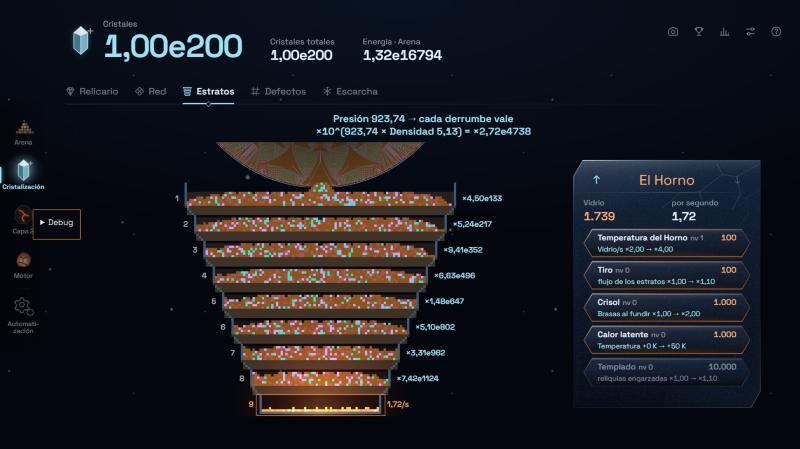 Cristales
1,00e200
Cristales totales
1,00e200
Energía · Arena
1,32e16794
Relicario
Red
Estratos
Defectos
Escarcha
Presión 923,74 → cada derrumbe vale
×10^(923,74 × Densidad 5,13) = ×2,72e4738
Arena
Cristalización
Capa
▶ Debug
Motor
Automati-
zación
1 ×4,50e133
2 ×5,24e217
3 ×9,41e352
4 ×6,63e496
5 ×1,48e647
6 ×5,10e802
7 ×3,31e962
8 ×7,42e1124
9 1,72/s
↑ El Horno ↓
Vidrio por segundo
1.739 1,72
Temperatura del Horno nv 1 100
Vidrio/s ×2,00 → ×4,00
Tiro nv 0 100
flujo de los estratos ×1,00 → ×1,10
Crisol nv 0 1.000
Brasas al fundir ×1,00 → ×2,00
Calor latente nv 0 1.000
Temperatura +0 K → +50 K
Templado nv 0 10.000
reliquias engarzadas ×1,00 → ×1,10